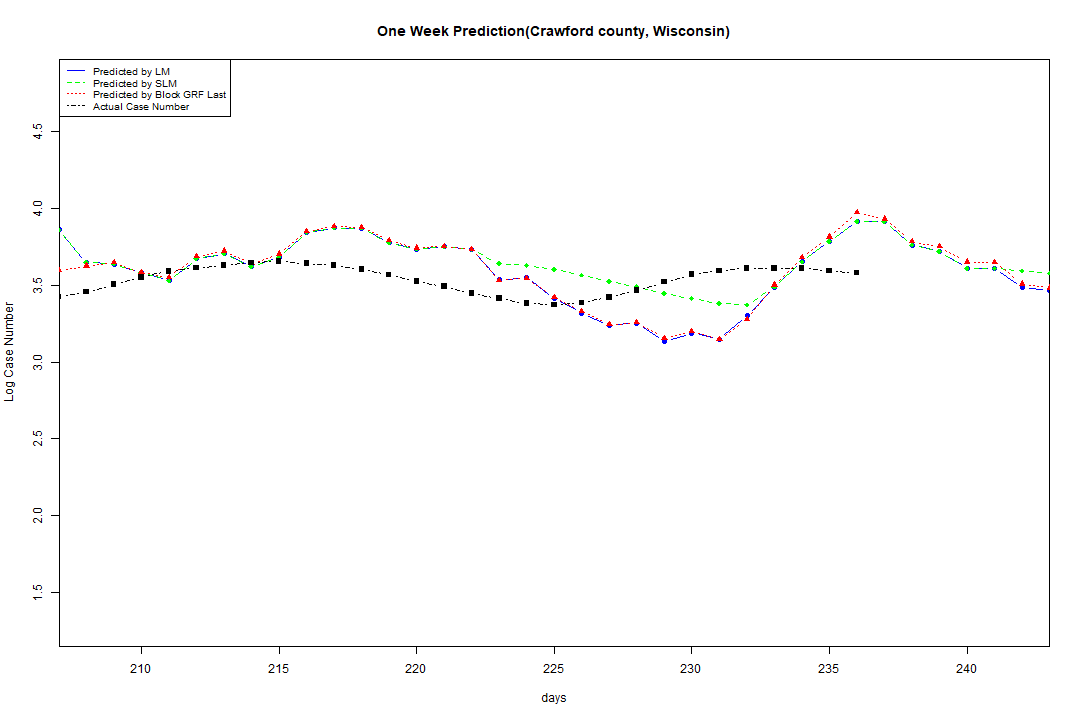 One Week Prediction(Crawford county, Wisconsin)
Predicted by LM
Predicted by SLM
Predicted by Block GRF Last
Actual Case Number
Log Case Number
4.5
4.0
3.5
3.0
2.5
2.0
1.5
210 215 220 225 230 235 240
days